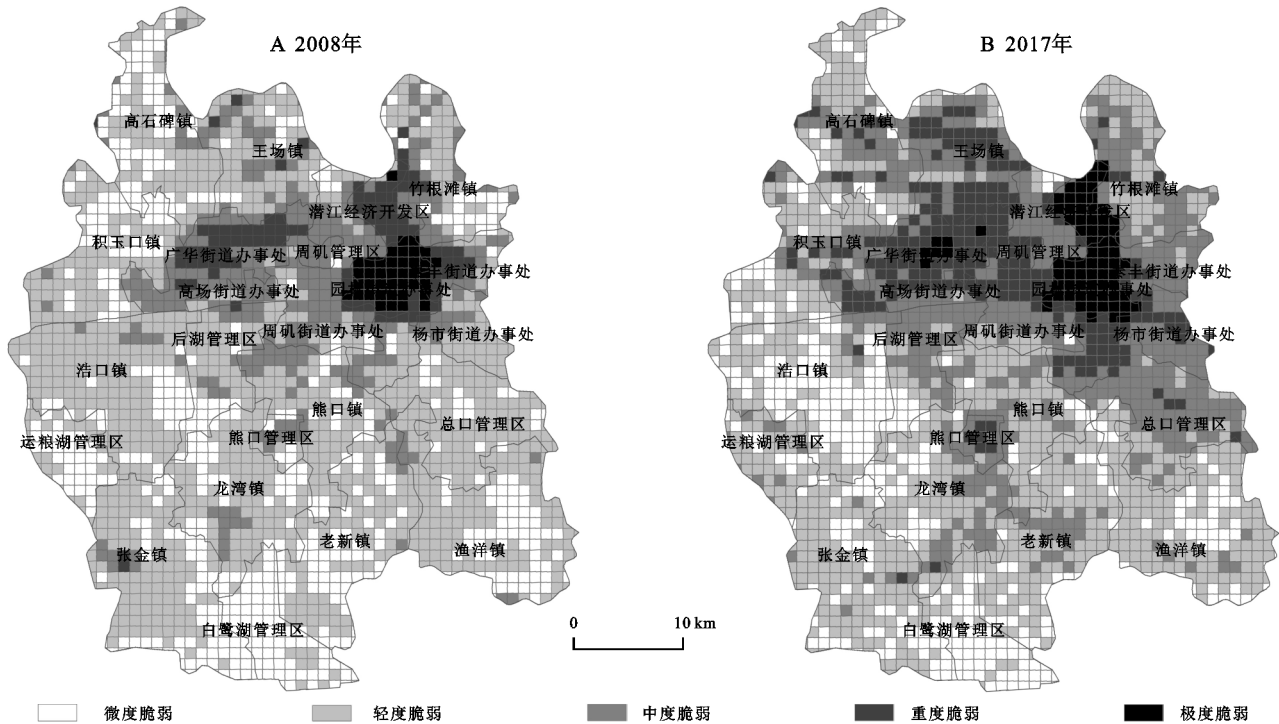 A 2008年
高石碑镇
王场镇
竹根滩镇
潜江经济开发区
积玉口镇
广华街道办事处
周矶管理区
丰街道办事处
高场街道办事处
园
事处
后湖管理区
周矶街道办事处
杨市街道办事处
浩口镇
熊口镇
总口管理区
运粮湖管理区
熊口管理区
龙湾镇
老新镇
渔洋镇
张金镇
白鹭湖管理区
B 2017年
高石碑镇
王场镇
竹根滩镇
潜江经
发区
积玉口镇
广华街道办事处
周矶管理区
丰街道办事处
高场街道办事处
园
事处
后湖管理区
周矶街道办事处
杨市街道办事处
浩口镇
熊口镇
总口管理区
运粮湖管理区
熊口管理区
龙湾镇
老新镇
渔洋镇
张金镇
白鹭湖管理区
0 10 km
微度脆弱 轻度脆弱 中度脆弱 重度脆弱 极度脆弱